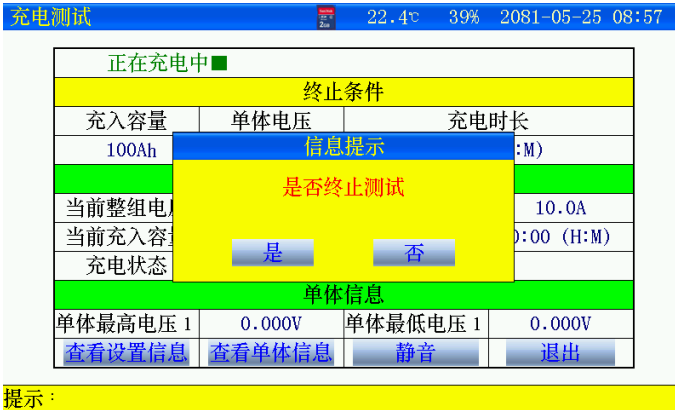 充电测试 22.4℃ 39% 2081-05-25 08:57
正在充电中
终止条件
充入容量 单体电压 充电时长
100Ah :M)
信息提示
是否终止测试
是 否
当前整组电 10.0A
当前充入容 :00 (H:M)
充电状态
单体信息
单体最高电压 1 0.000V 单体最低电压 1 0.000V
查看设置信息 查看单体信息 静音 退出
提示: